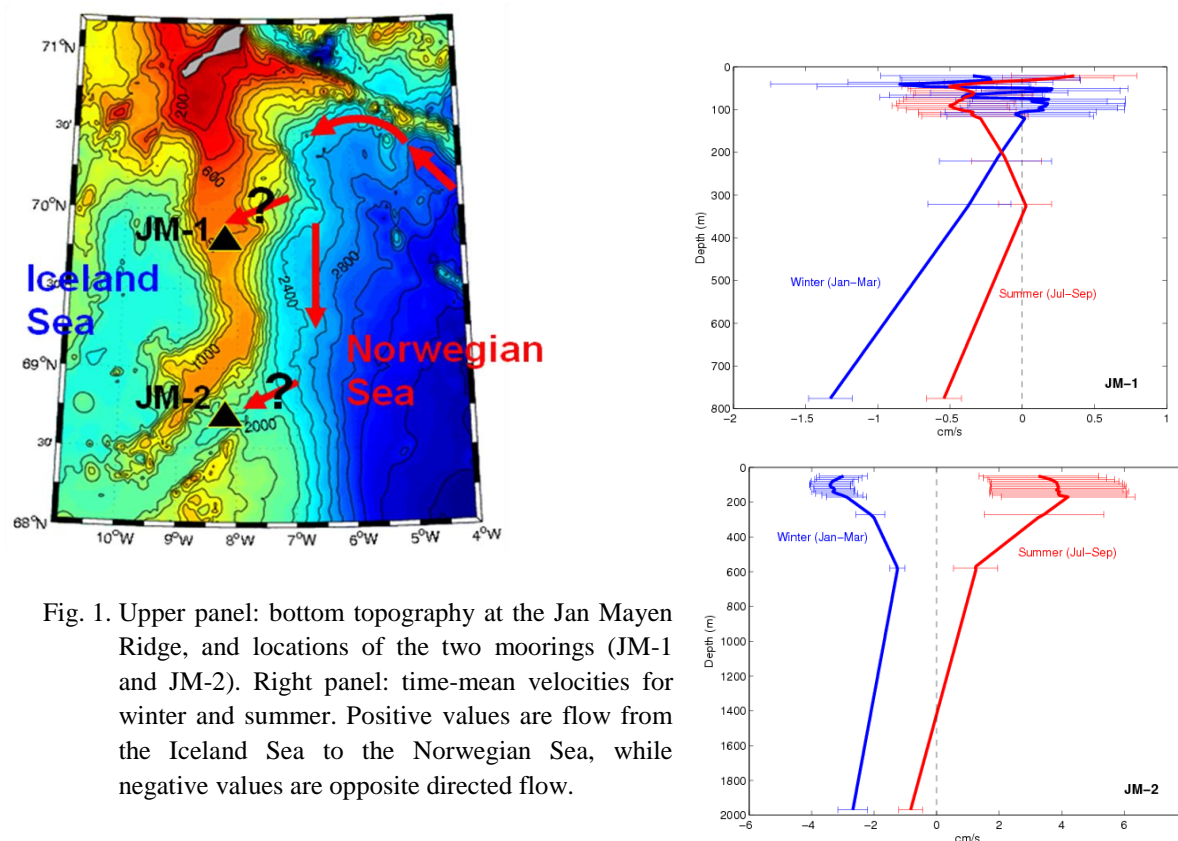 71°N
30'
70°N
30'
69°N
30'
68°N
200
600
?
JM-1
Iceland
Sea
2400
2800
Norwegian
Sea
1000
?
JM-2
2000
10°W
9°W
8°W
7°W
6°W
5°W
4°W
Fig. 1. Upper panel: bottom topography at the Jan Mayen
Ridge, and locations of the two moorings (JM-1
and JM-2). Right panel: time-mean velocities for
winter and summer. Positive values are flow from
the Iceland Sea to the Norwegian Sea, while
negative values are opposite directed flow.
0
100
200
300
400
500
600
700
800
Depth (m)
Winter (Jan–Mar)
Summer (Jul–Sep)
JM–1
−2
−1.5
−1
−0.5
0
0.5
1
cm/s
0
200
400
600
800
1000
1200
1400
1600
1800
2000
Depth (m)
Winter (Jan–Mar)
Summer (Jul–Sep)
JM–2
−6
−4
−2
0
2
4
6
cm/s